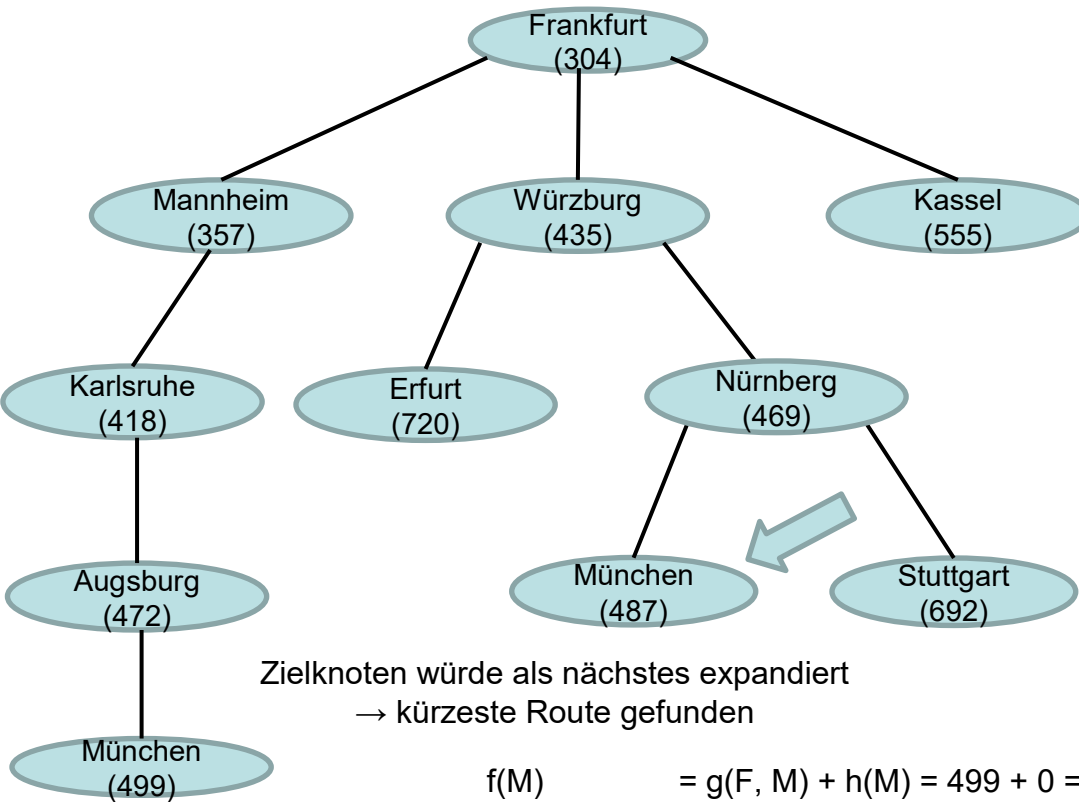 Frankfurt
(304)
Mannheim
(357)
Würzburg
(435)
Kassel
(555)
Karlsruhe
(418)
Erfurt
(720)
Nürnberg
(469)
Augsburg
(472)
München
(487)
Stuttgart
(692)
Zielknoten würde als nächstes expandiert
→ kürzeste Route gefunden
München
(499)
f(M) = g(F, M) + h(M) = 499 + 0 =